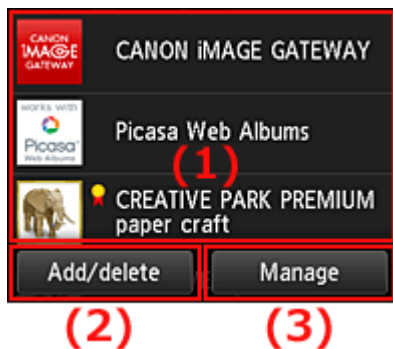 CANON
iMAGE
GATEWAY
CANON iMAGE GATEWAY
works with
Picasa
Web Albums
Picasa Web Albums
(1)
CREATIVE PARK PREMIUM
paper craft
Add/delete
Manage
(2)
(3)